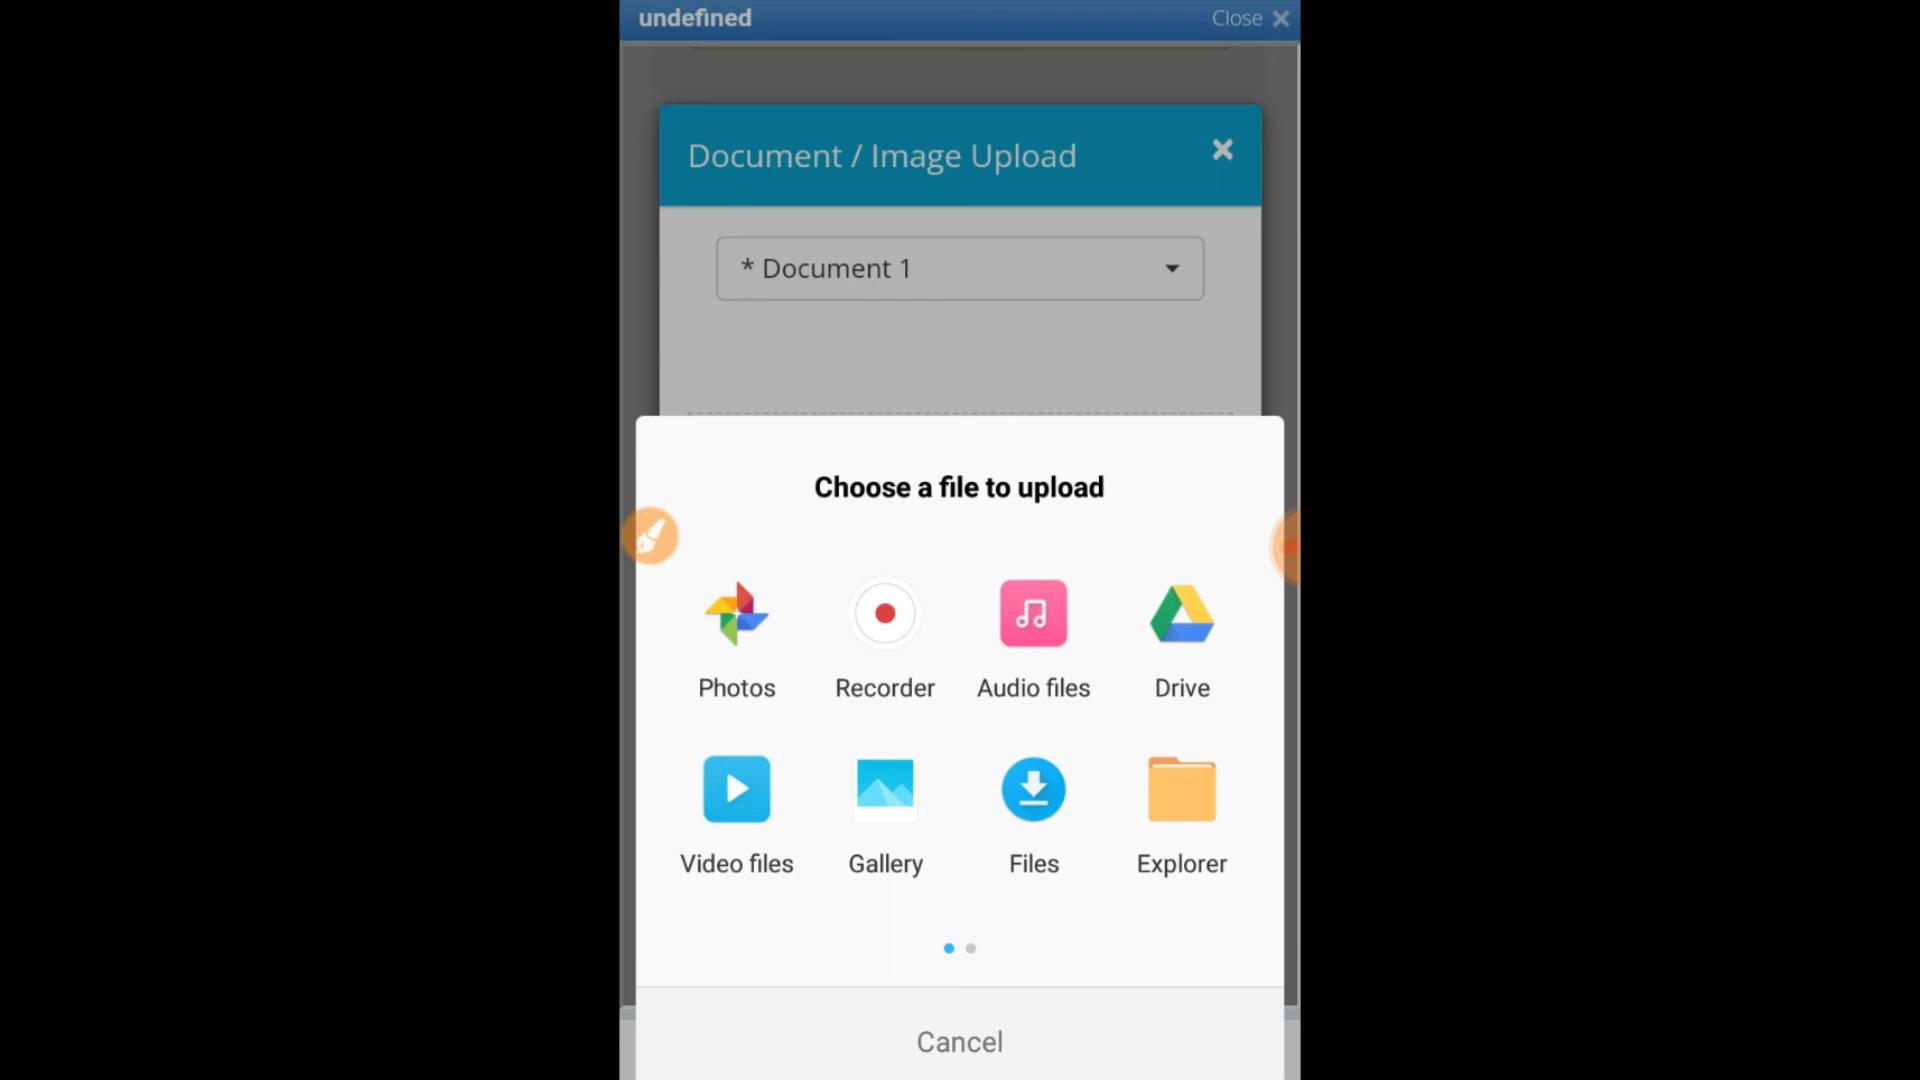 undefined Close
Document / Image Upload
* Document 1
Choose a file to upload
Photos Recorder Audio files Drive
Video files Gallery Files Explorer
Cancel